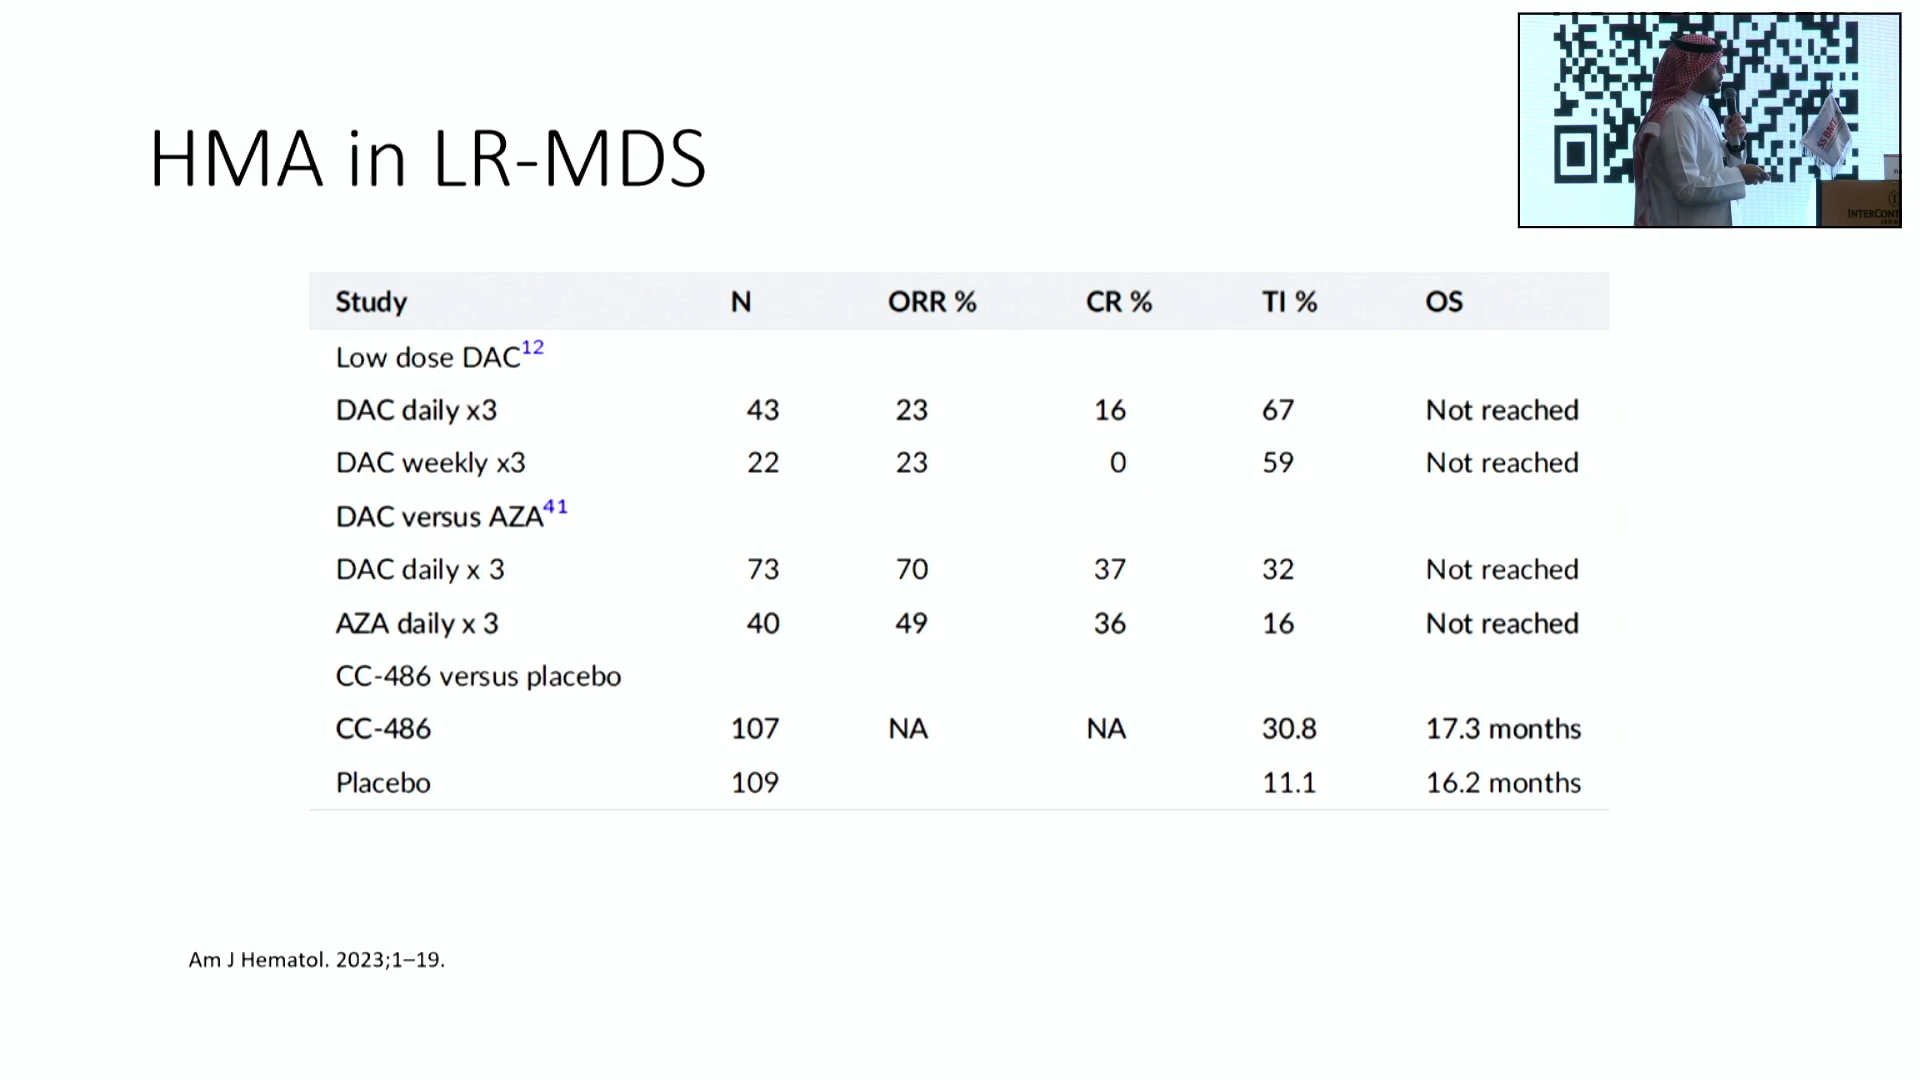 HMA in LR-MDS
SS BMT
INTERCONT
Study N ORR % CR % TI % OS
Low dose DAC12
DAC daily x3 43 23 16 67 Not reached
DAC weekly x3 22 23 0 59 Not reached
DAC versus AZA41
DAC daily x 3 73 70 37 32 Not reached
AZA daily x 3 40 49 36 16 Not reached
CC-486 versus placebo
CC-486 107 NA NA 30.8 17.3 months
Placebo 109 11.1 16.2 months
Am J Hematol. 2023;1–19.